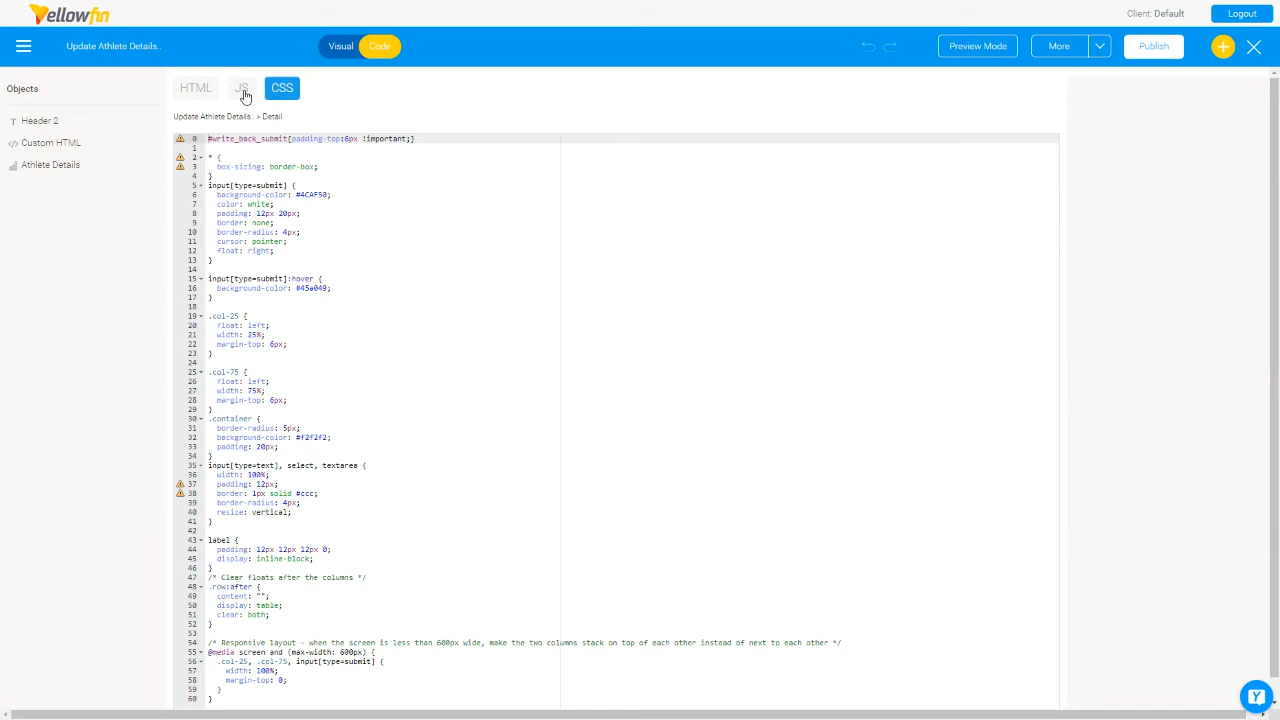 Yellowfin
Client: Default
Logout
Update Athlete Details..
Visual
Code
Preview Mode
More
Publish
Objects
Header 2
Custom HTML
Athlete Details
HTML
JS
CSS
Update Athlete Details.. > Detail
0 #write_back_submit{padding-top:6px !important;}
1
2 * {
3 box-sizing: border-box;
4 }
5 input[type=submit] {
6 background-color: #4CAF50;
7 color: white;
8 padding: 12px 20px;
9 border: none;
10 border-radius: 4px;
11 cursor: pointer;
12 float: right;
13 }
14
15 input[type=submit]:hover {
16 background-color: #45a049;
17 }
18
19 .col-25 {
20 float: left;
21 width: 25%;
22 margin-top: 6px;
23 }
24
25 .col-75 {
26 float: left;
27 width: 75%;
28 margin-top: 6px;
29 }
30 .container {
31 border-radius: 5px;
32 background-color: #f2f2f2;
33 padding: 20px;
34 }
35 input[type=text], select, textarea {
36 width: 100%;
37 padding: 12px;
38 border: 1px solid #ccc;
39 border-radius: 4px;
40 resize: vertical;
41 }
42
43 label {
44 padding: 12px 12px 12px 0;
45 display: inline-block;
46 }
47 /* Clear floats after the columns */
48 .row:after {
49 content: "";
50 display: table;
51 clear: both;
52 }
53
54 /* Responsive layout - when the screen is less than 600px wide, make the two columns stack on top of each other instead of next to each other */
55 @media screen and (max-width: 600px) {
56 .col-25, .col-75, input[type=submit] {
57 width: 100%;
58 margin-top: 0;
59 }
60 }